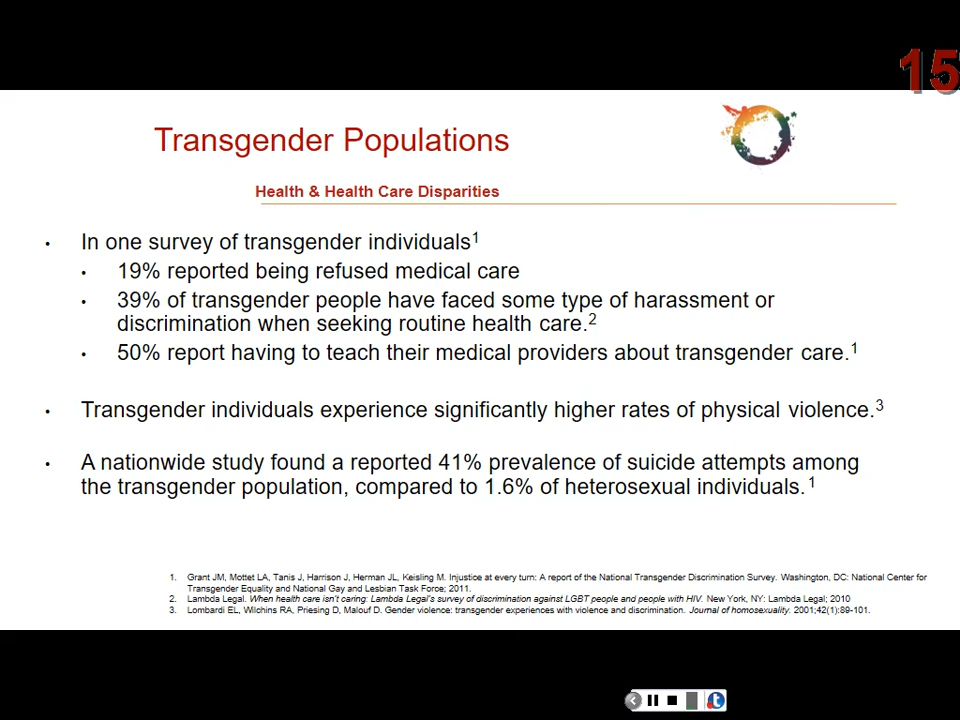 15
Transgender Populations
Health & Health Care Disparities
• In one survey of transgender individuals1
• 19% reported being refused medical care
• 39% of transgender people have faced some type of harassment or
discrimination when seeking routine health care.2
• 50% report having to teach their medical providers about transgender care.1
• Transgender individuals experience significantly higher rates of physical violence.3
• A nationwide study found a reported 41% prevalence of suicide attempts among
the transgender population, compared to 1.6% of heterosexual individuals.1
1. Grant JM, Mottet LA, Tanis J, Harrison J, Herman JL, Keisling M. Injustice at every turn: A report of the National Transgender Discrimination Survey. Washington, DC: National Center for
Transgender Equality and National Gay and Lesbian Task Force; 2011.
2. Lambda Legal. When health care isn't caring: Lambda Legal's survey of discrimination against LGBT people and people with HIV. New York, NY: Lambda Legal; 2010
3. Lombardi EL, Wilchins RA, Priesing D, Malouf D. Gender violence: transgender experiences with violence and discrimination. Journal of homosexuality. 2001;42(1):89-101.
t